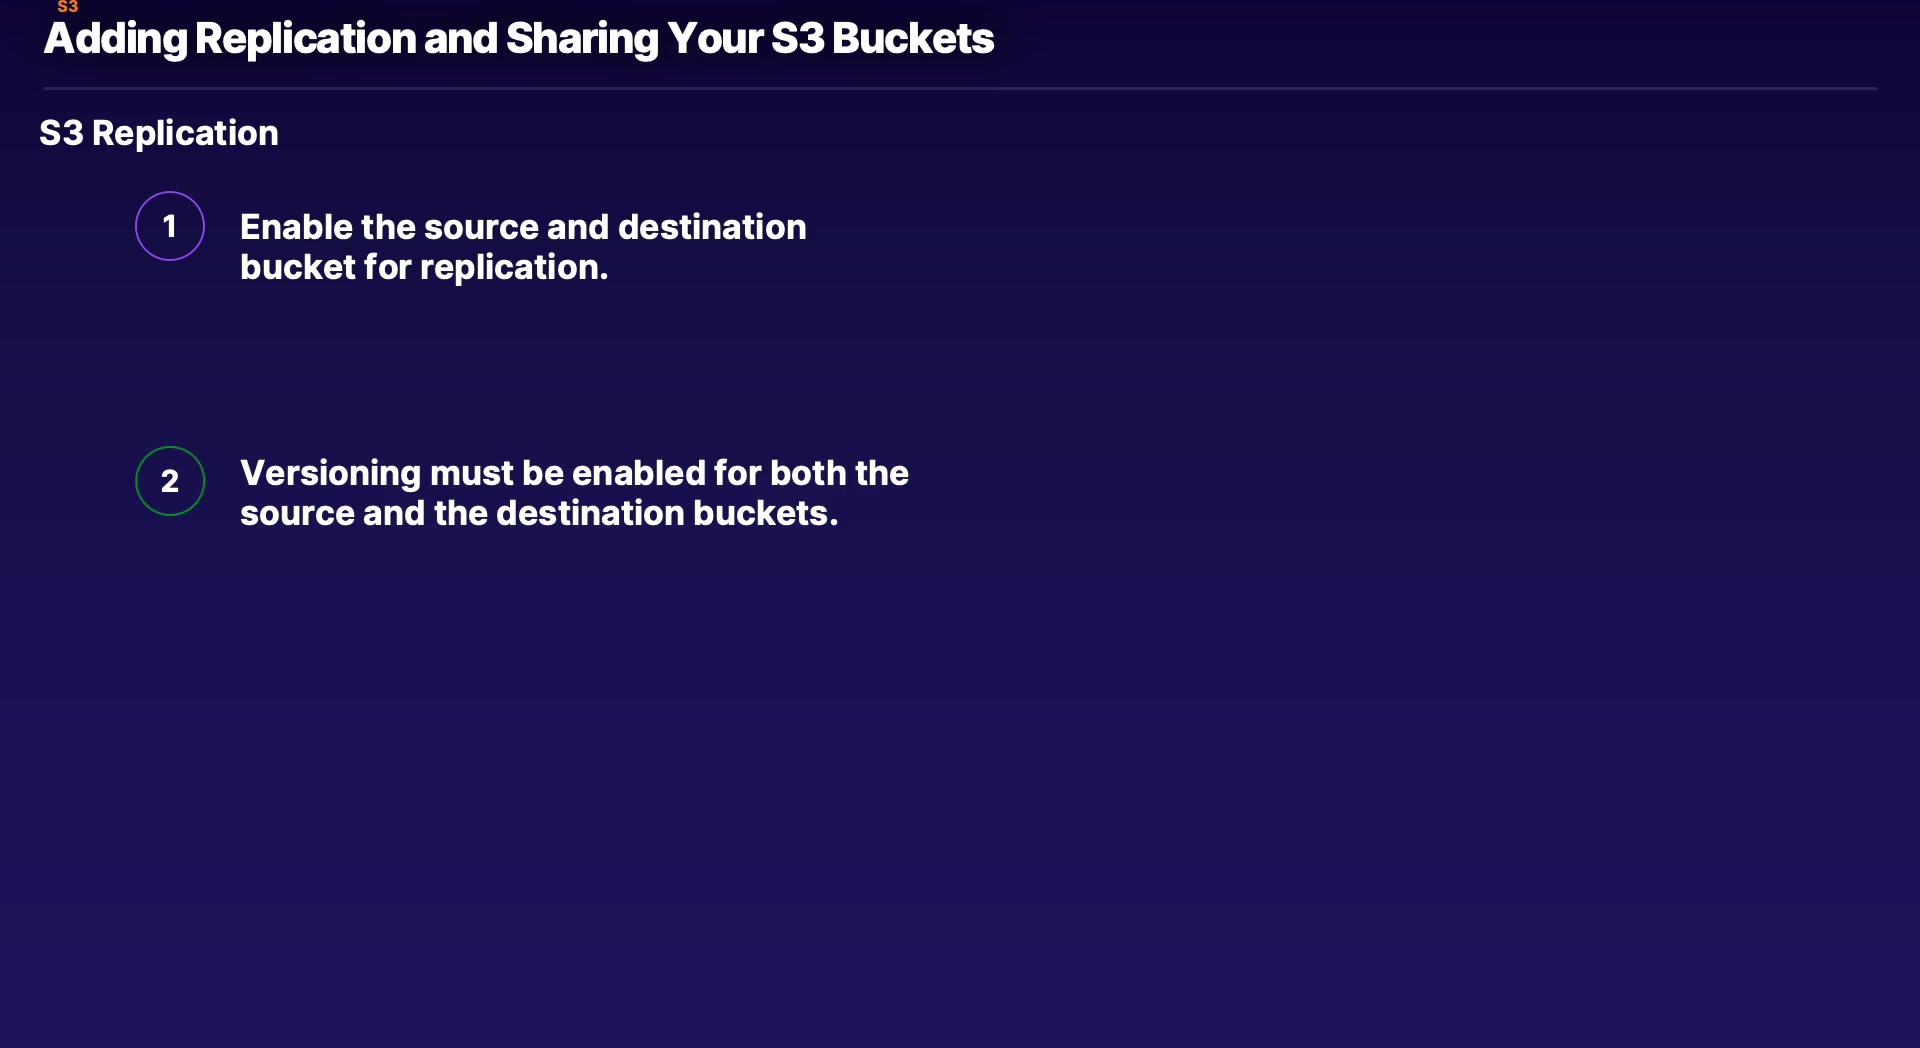 S3
Adding Replication and Sharing Your S3 Buckets
S3 Replication
1
Enable the source and destination
bucket for replication.
2
Versioning must be enabled for both the
source and the destination buckets.